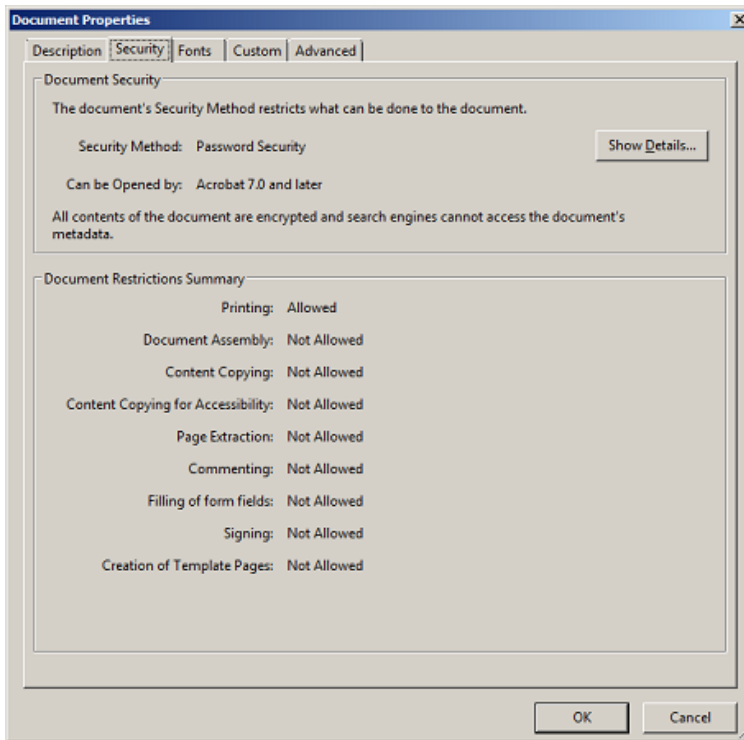 Document Properties
Description Security Fonts Custom Advanced
Document Security
The document's Security Method restricts what can be done to the document.
Security Method: Password Security
Show Details...
Can be Opened by: Acrobat 7.0 and later
All contents of the document are encrypted and search engines cannot access the document's
metadata.
Document Restrictions Summary
Printing: Allowed
Document Assembly: Not Allowed
Content Copying: Not Allowed
Content Copying for Accessibility: Not Allowed
Page Extraction: Not Allowed
Commenting: Not Allowed
Filling of form fields: Not Allowed
Signing: Not Allowed
Creation of Template Pages: Not Allowed
OK Cancel